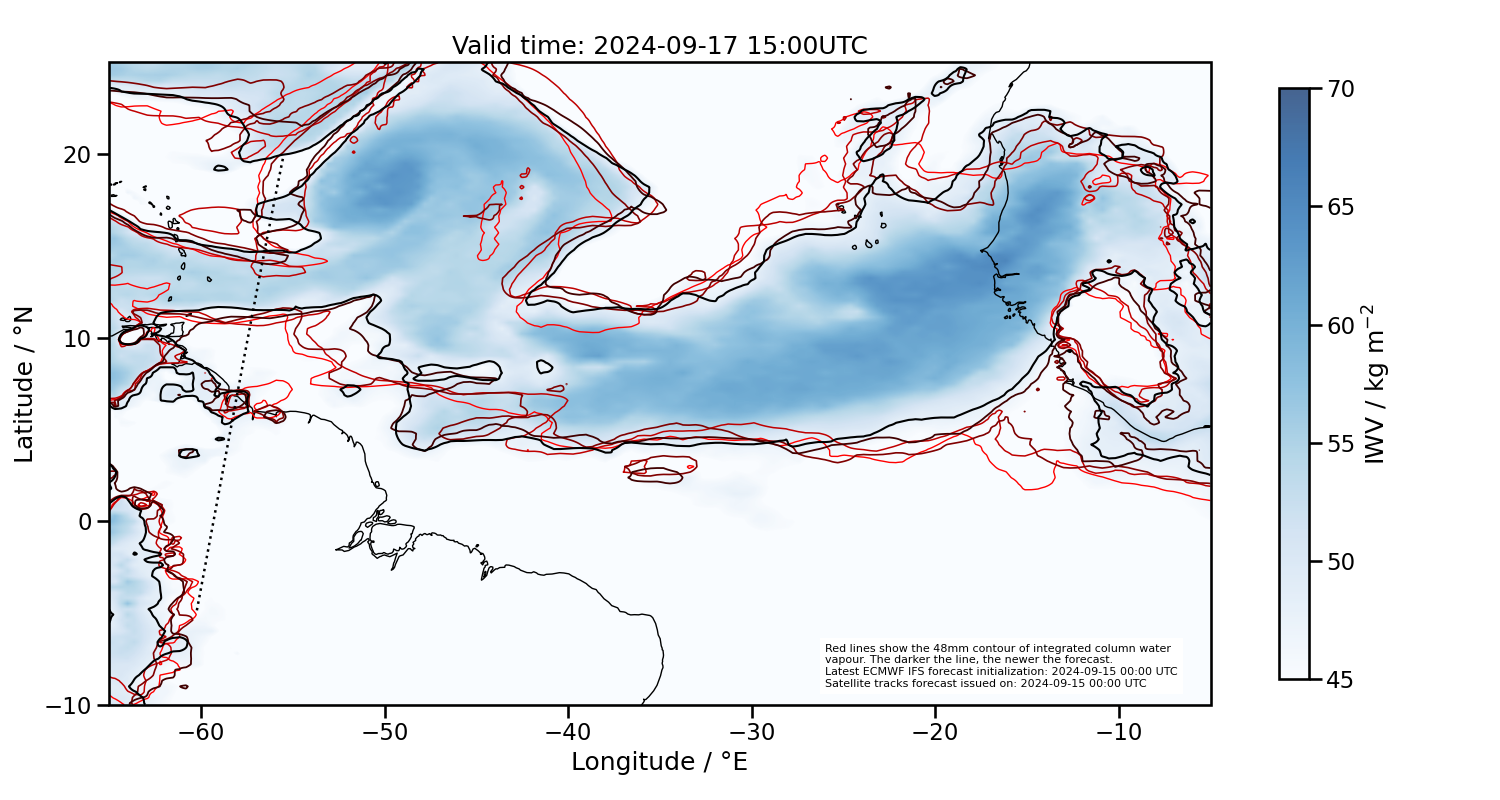 Valid time: 2024-09-17 15:00UTC
Latitude / °N
20
10
0
−10
−60
−50
−40
−30
−20
−10
Longitude / °E
Red lines show the 48mm contour of integrated column water
vapour. The darker the line, the newer the forecast.
Latest ECMWF IFS forecast initialization: 2024-09-15 00:00 UTC
Satellite tracks forecast issued on: 2024-09-15 00:00 UTC
70
65
60
55
50
45
IWV / kg m⁻²